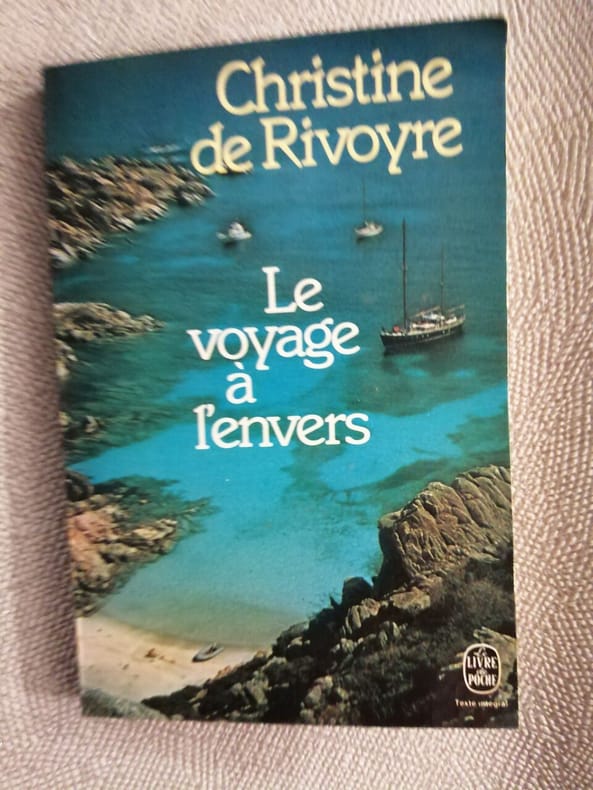 Christine
de Rivoyre
Le
voyage
à
l'envers
Le
LIVRE
de
POCHE
Texte intégral